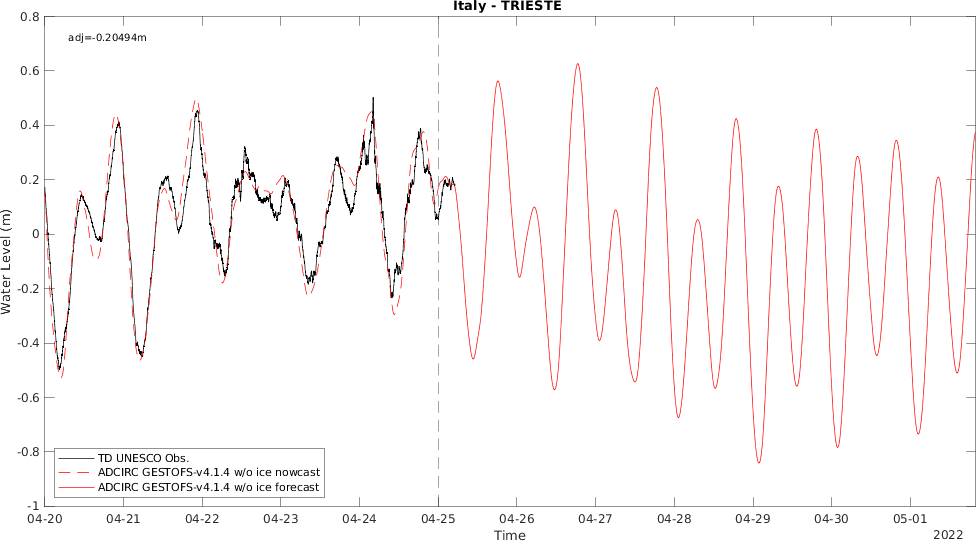 Italy - TRIESTE
adj=-0.20494m
Water Level (m)
0.8
0.6
0.4
0.2
0
-0.2
-0.4
-0.6
-0.8
-1
TD UNESCO Obs.
ADCIRC GESTOFS-v4.1.4 w/o ice nowcast
ADCIRC GESTOFS-v4.1.4 w/o ice forecast
04-20 04-21 04-22 04-23 04-24 04-25 04-26 04-27 04-28 04-29 04-30 05-01
Time
2022